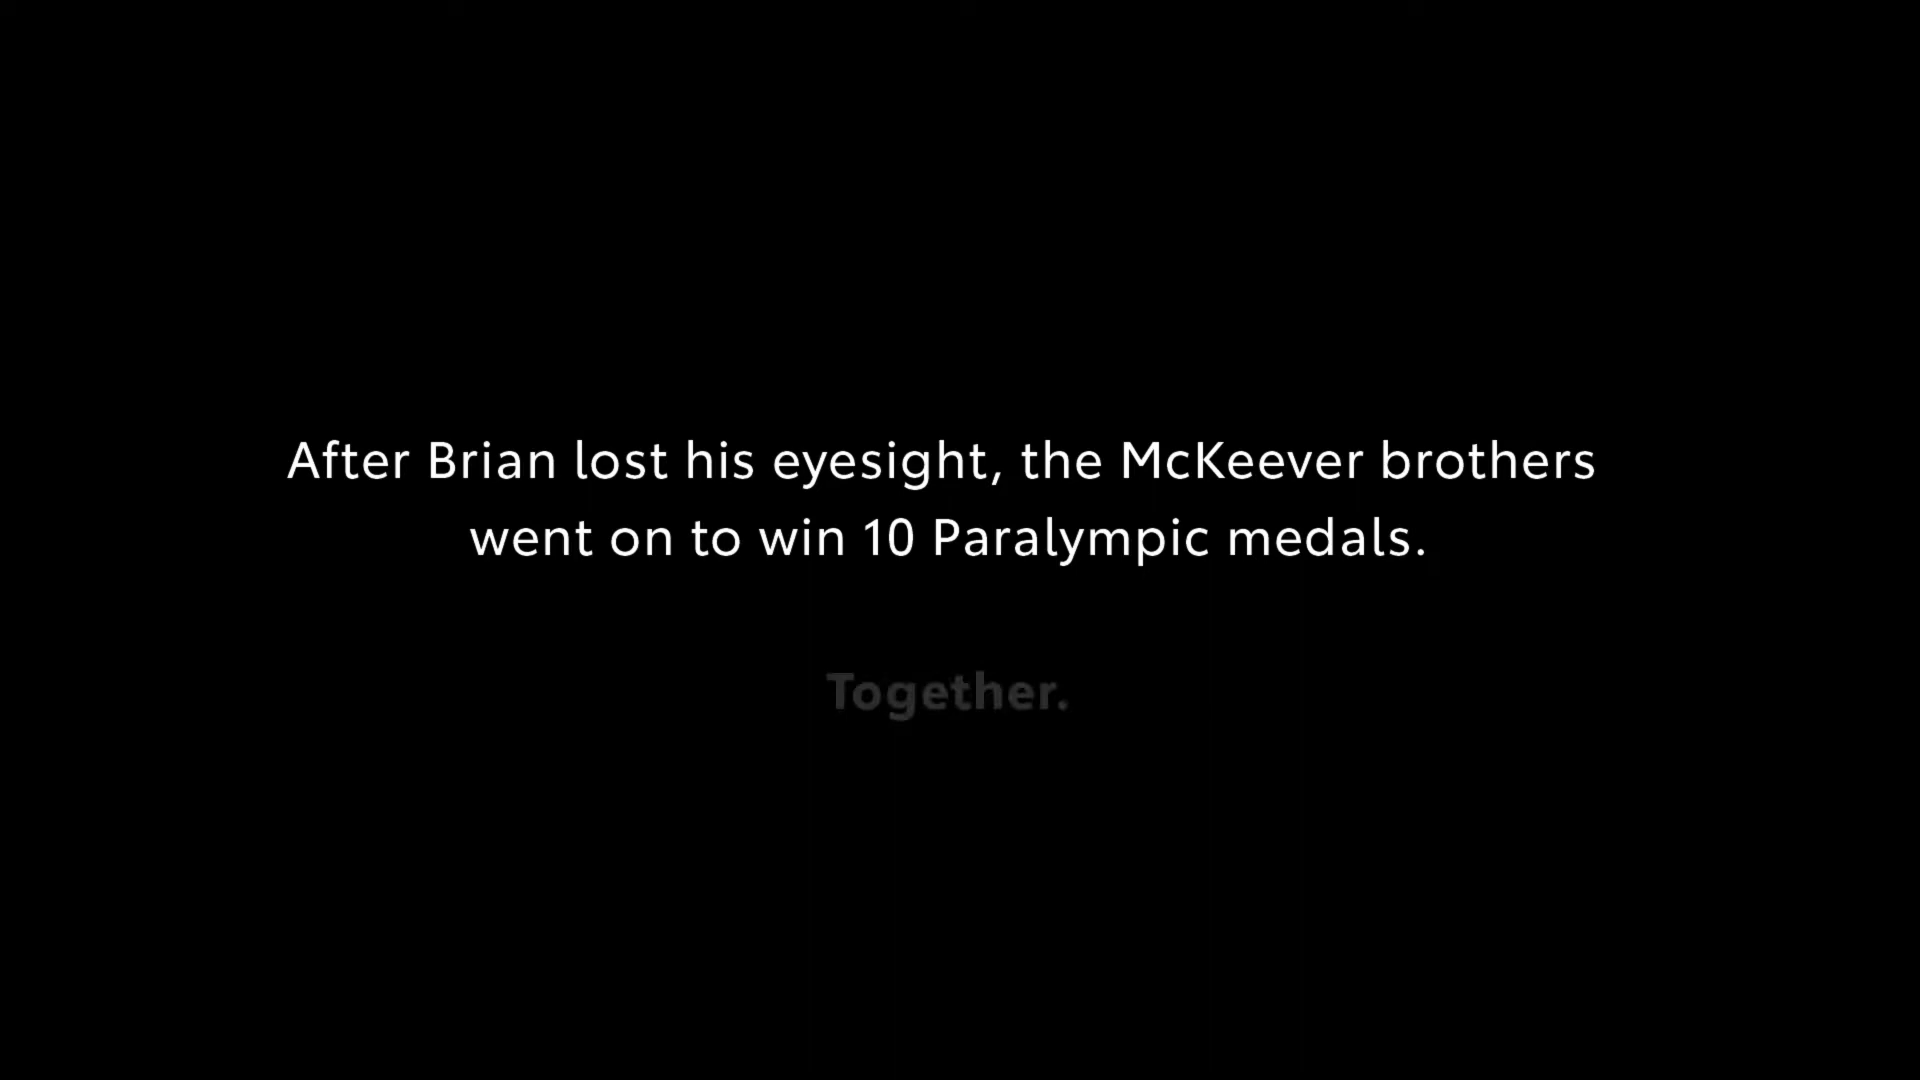 After Brian lost his eyesight, the McKeever brothers
went on to win 10 Paralympic medals.
Together.